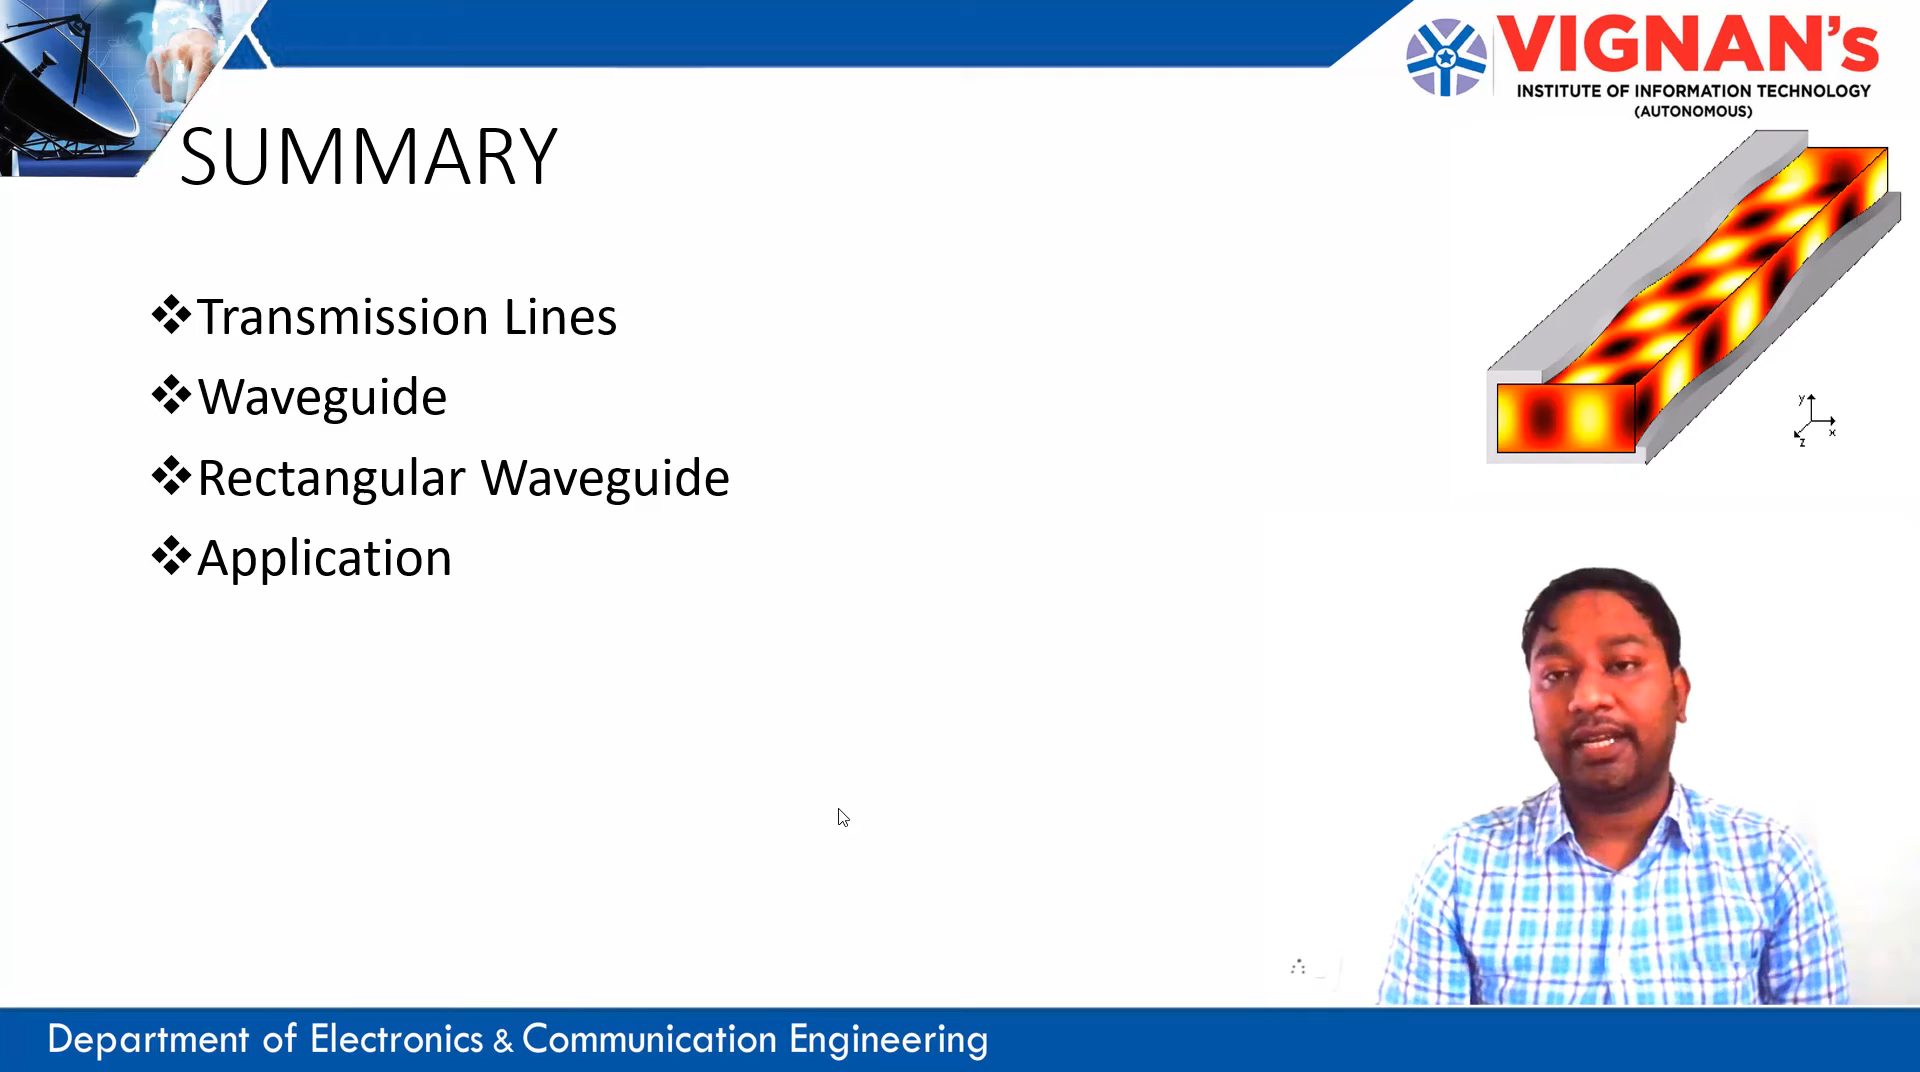 VIGNAN's
INSTITUTE OF INFORMATION TECHNOLOGY
(AUTONOMOUS)
SUMMARY
❖Transmission Lines
❖Waveguide
❖Rectangular Waveguide
❖Application
y
x
z
Department of Electronics & Communication Engineering